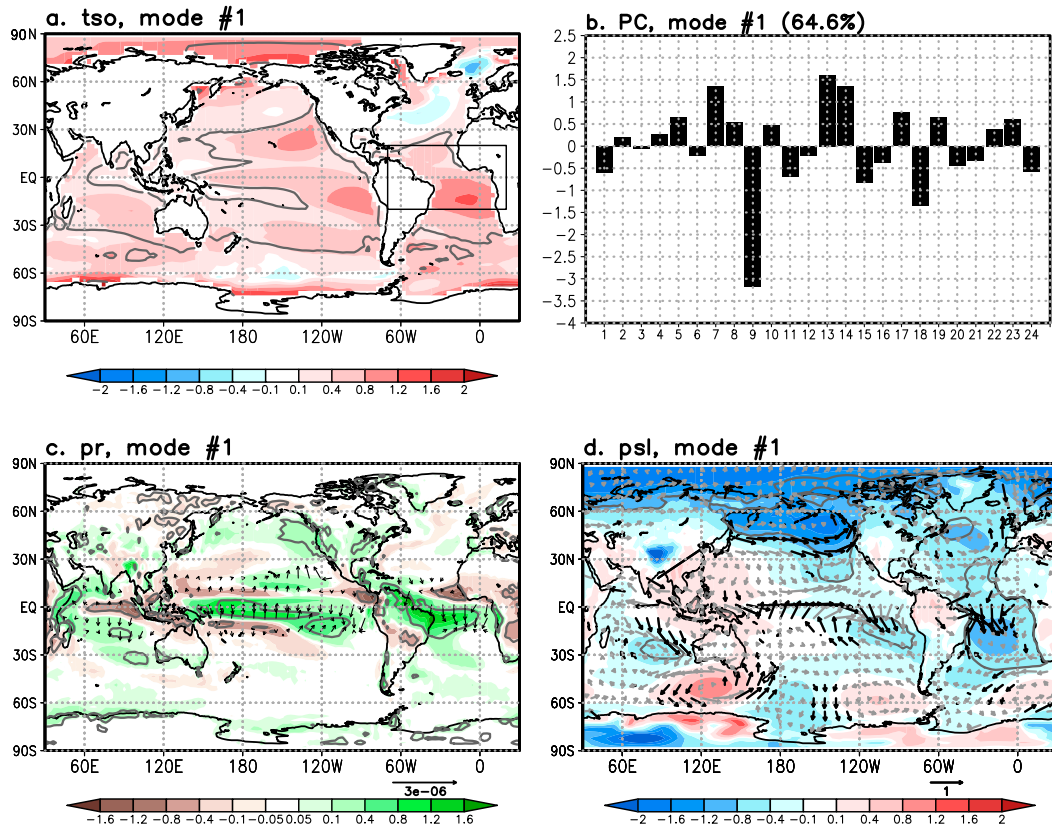 a. tso, mode #1
90N
60N
30N
EQ
30S
60S
90S
60E 120E 180 120W 60W 0
-2 -1.6 -1.2 -0.8 -0.4 -0.1 0.1 0.4 0.8 1.2 1.6 2
b. PC, mode #1 (64.6%)
2.5
2
1.5
1
0.5
0
-0.5
-1
-1.5
-2
-2.5
-3
-3.5
-4
1 2 3 4 5 6 7 8 9 10 11 12 13 14 15 16 17 18 19 20 21 22 23 24
c. pr, mode #1
90N
60N
30N
EQ
30S
60S
90S
60E 120E 180 120W 60W 0
3e-06
-1.6 -1.2 -0.8 -0.4 -0.1 -0.05 0.05 0.1 0.4 0.8 1.2 1.6
d. psl, mode #1
90N
60N
30N
EQ
30S
60S
90S
60E 120E 180 120W 60W 0
1
-2 -1.6 -1.2 -0.8 -0.4 -0.1 0.1 0.4 0.8 1.2 1.6 2